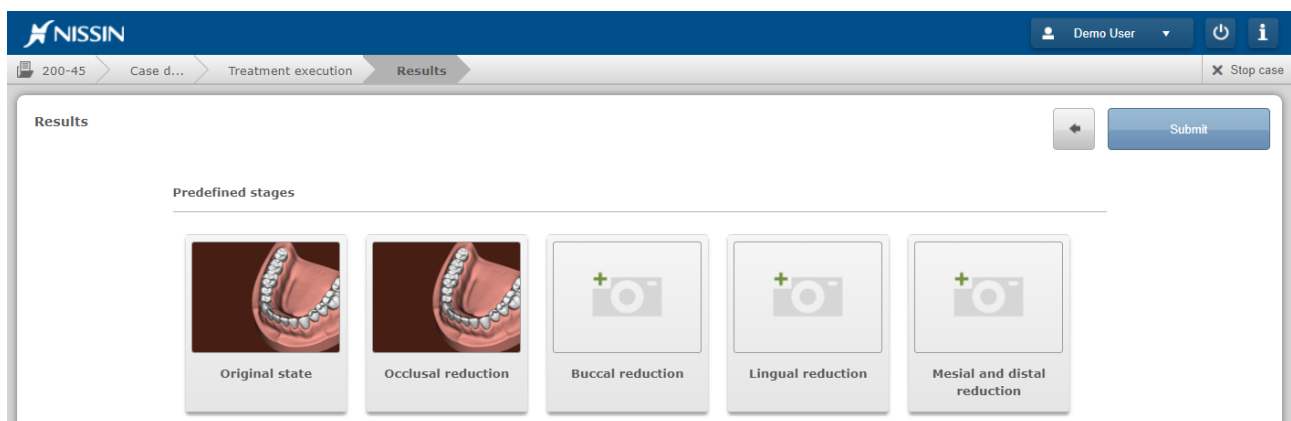 NISSIN
Demo User
200-45
Case d...
Treatment execution
Results
Stop case
Results
Submit
Predefined stages
Original state
Occlusal reduction
Buccal reduction
Lingual reduction
Mesial and distal
reduction